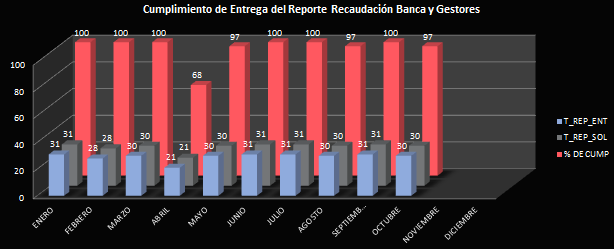 Cumplimiento de Entrega del Reporte Recaudación Banca y Gestores
100 100 100 68 97 100 100 97 100 97
31 28 30 21 30 31 31 30 31 30
31 28 30 21 30 31 31 30 31 30
100
80
60
40
20
0
ENERO
FEBRERO
MARZO
ABRIL
MAYO
JUNIO
JULIO
AGOSTO
SEPTIEMB...
OCTUBRE
NOVIEMBRE
DICIEMBRE
T_REP_ENT
T_REP_SOL
% DE CUMP